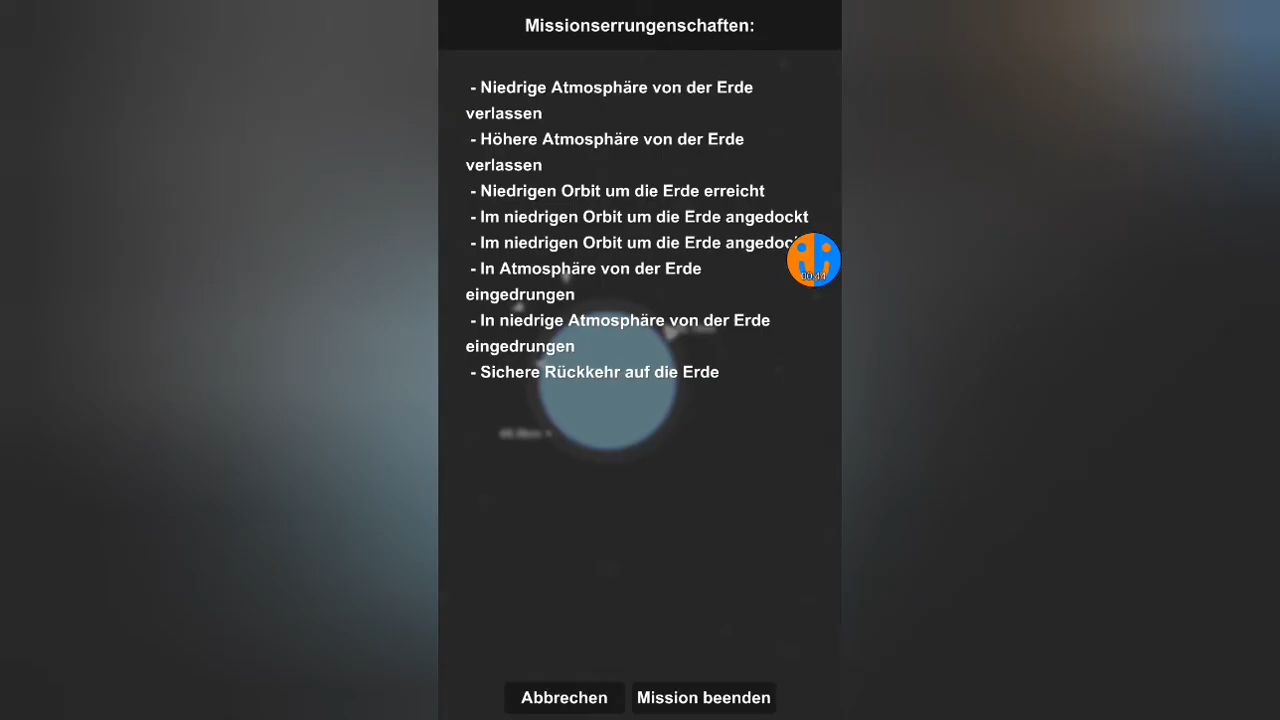 Missionserrungenschaften:
- Niedrige Atmosphäre von der Erde
verlassen
- Höhere Atmosphäre von der Erde
verlassen
- Niedrigen Orbit um die Erde erreicht
- Im niedrigen Orbit um die Erde angedockt
- Im niedrigen Orbit um die Erde
- In Atmosphäre von der Erde
eingedrungen
- In niedrige Atmosphäre von der Erde
eingedrungen
- Sichere Rückkehr auf die Erde
00:44
Abbrechen
Mission beenden